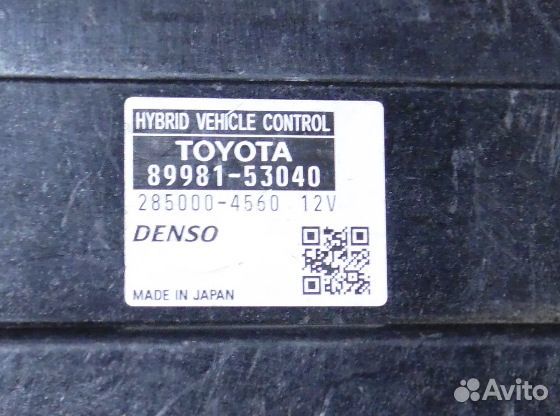 HYBRID VEHICLE CONTROL
TOYOTA
89981-53040
285000-4560 12V
DENSO
MADE IN JAPAN
Avito